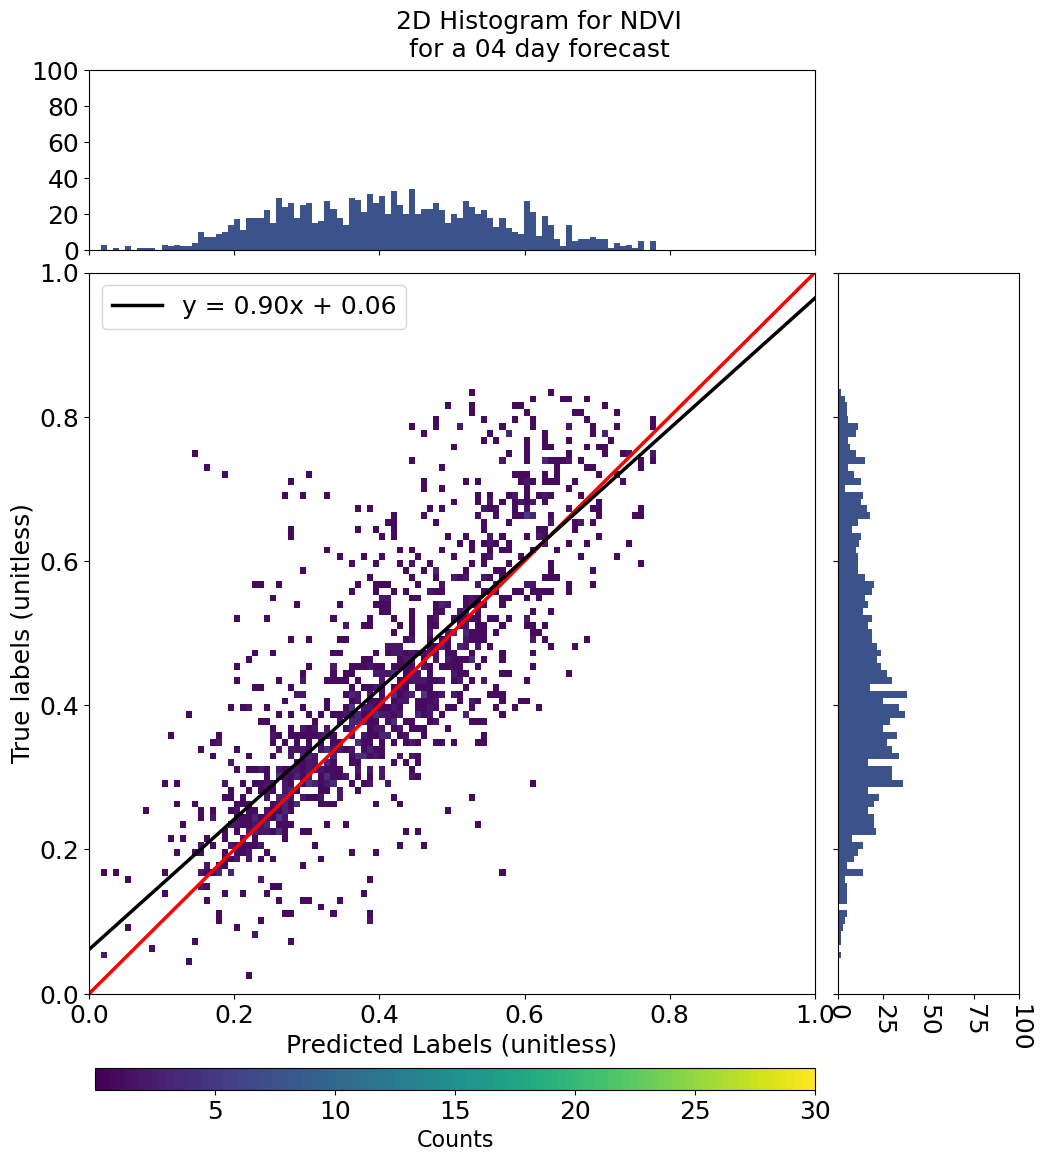 2D Histogram for NDVI
for a 04 day forecast
100
80
60
40
20
0
1.0
0.8
0.6
0.4
0.2
0.0
True labels (unitless)
y = 0.90x + 0.06
0.0 0.2 0.4 0.6 0.8 1.0
Predicted Labels (unitless)
0 25 50 75 100
5 10 15 20 25 30
Counts